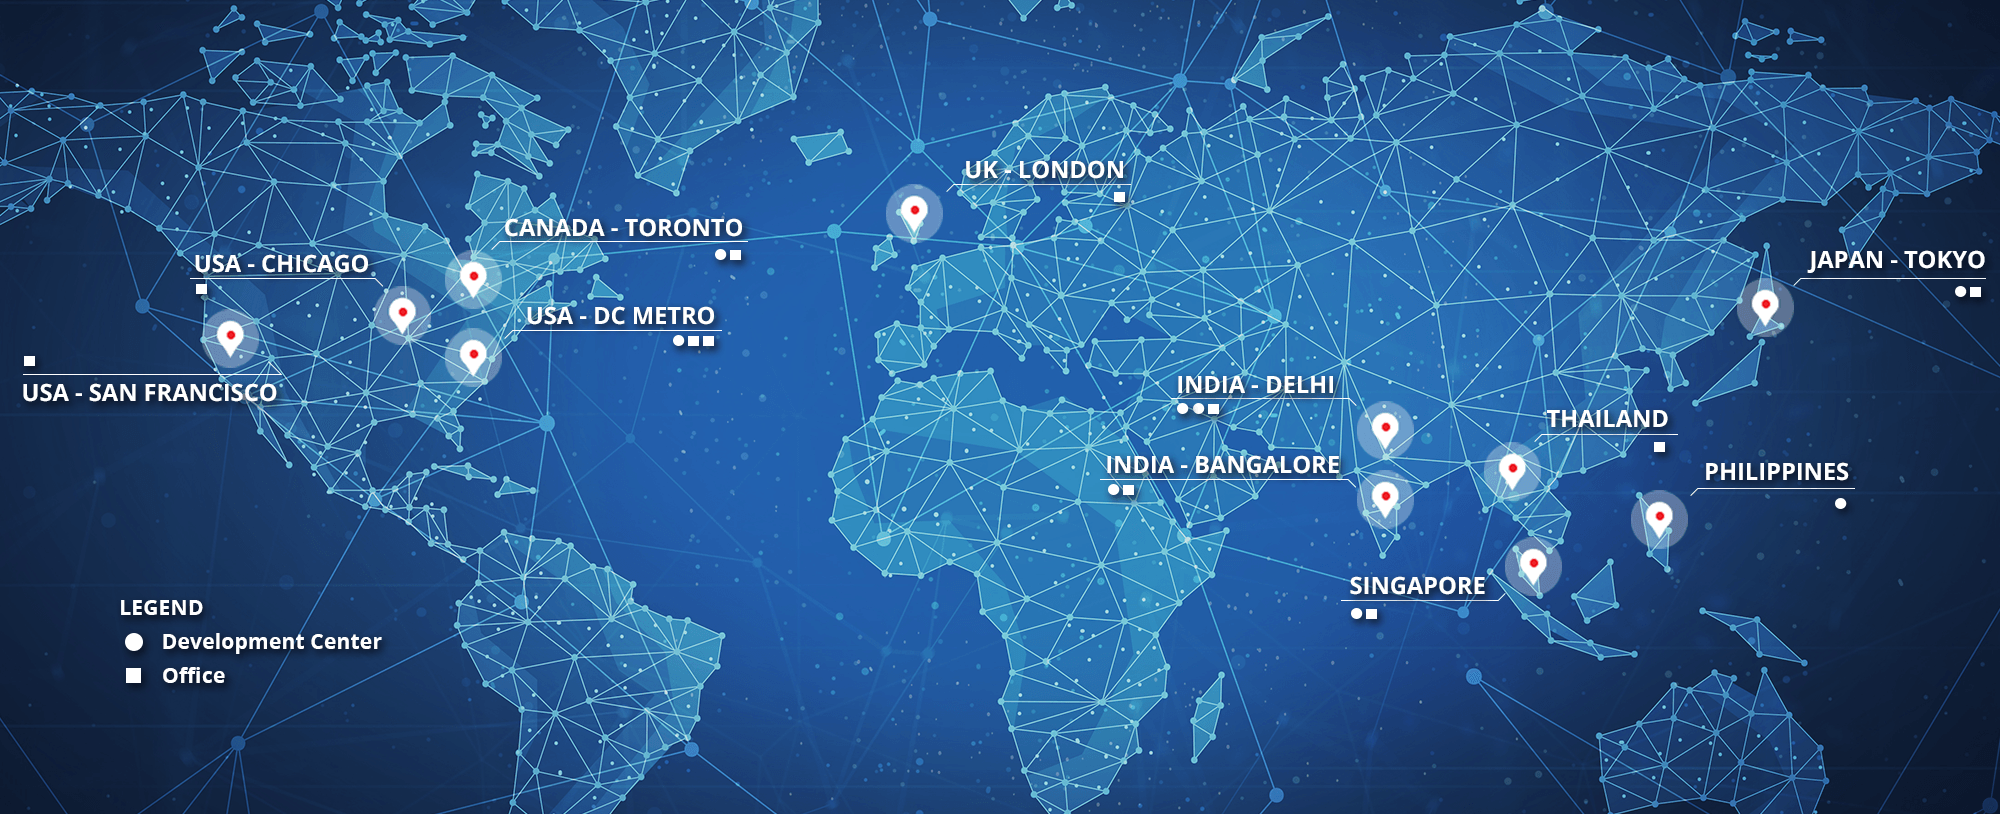 UK - LONDON
CANADA - TORONTO
USA - CHICAGO
JAPAN - TOKYO
USA - DC METRO
USA - SAN FRANCISCO
INDIA - DELHI
THAILAND
INDIA - BANGALORE
PHILIPPINES
SINGAPORE
LEGEND
Development Center
Office